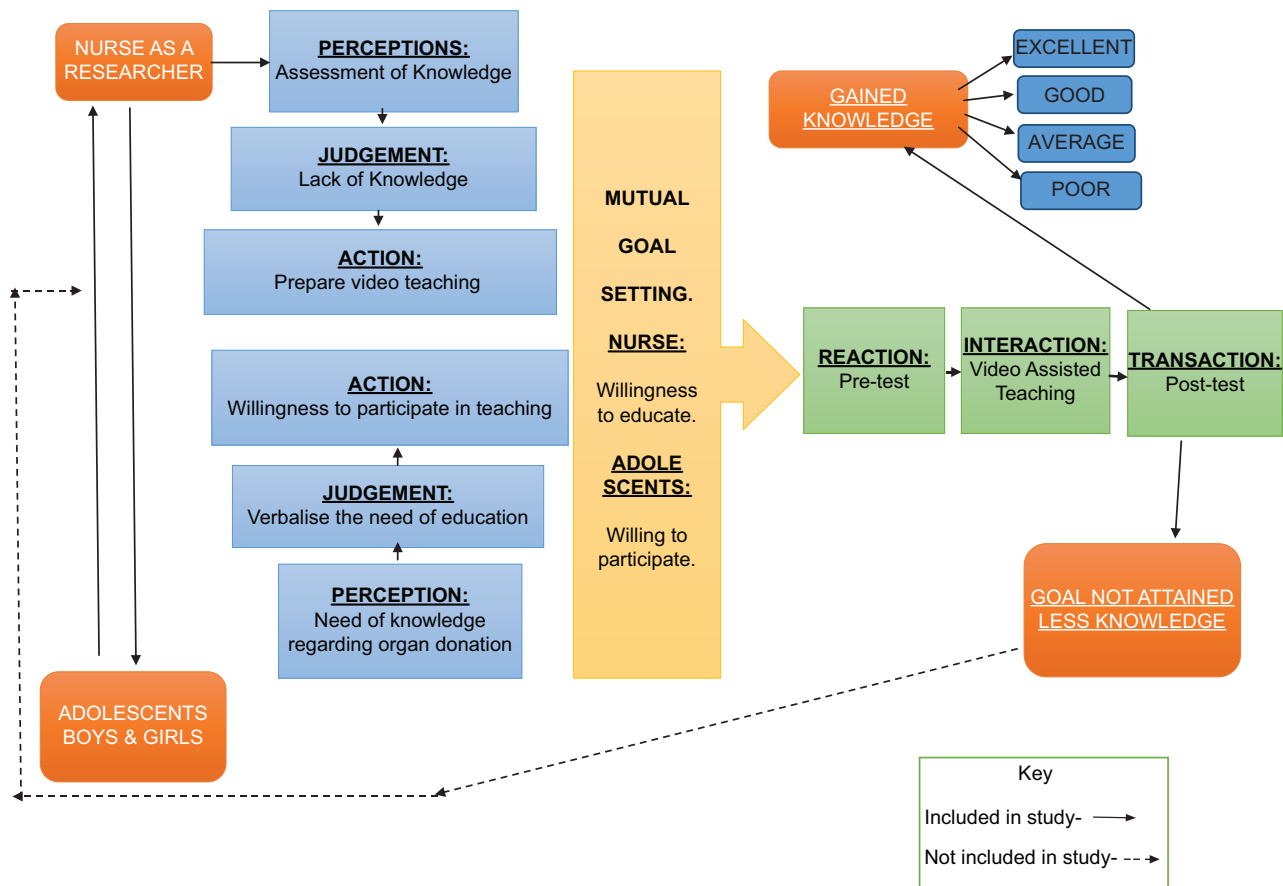 NURSE AS A
RESEARCHER
PERCEPTIONS:
Assessment of Knowledge
JUDGEMENT:
Lack of Knowledge
ACTION:
Prepare video teaching
ACTION:
Willingness to participate in teaching
JUDGEMENT:
Verbalise the need of education
PERCEPTION:
Need of knowledge
regarding organ donation
ADOLESCENTS
BOYS & GIRLS
MUTUAL
GOAL
SETTING.
NURSE:
Willingness
to educate.
ADOLE
SCENTS:
Willing to
participate.
REACTION:
Pre-test
INTERACTION:
Video Assisted
Teaching
TRANSACTION:
Post-test
GAINED
KNOWLEDGE
EXCELLENT
GOOD
AVERAGE
POOR
GOAL NOT ATTAINED
LESS KNOWLEDGE
Key
Included in study-
Not included in study-